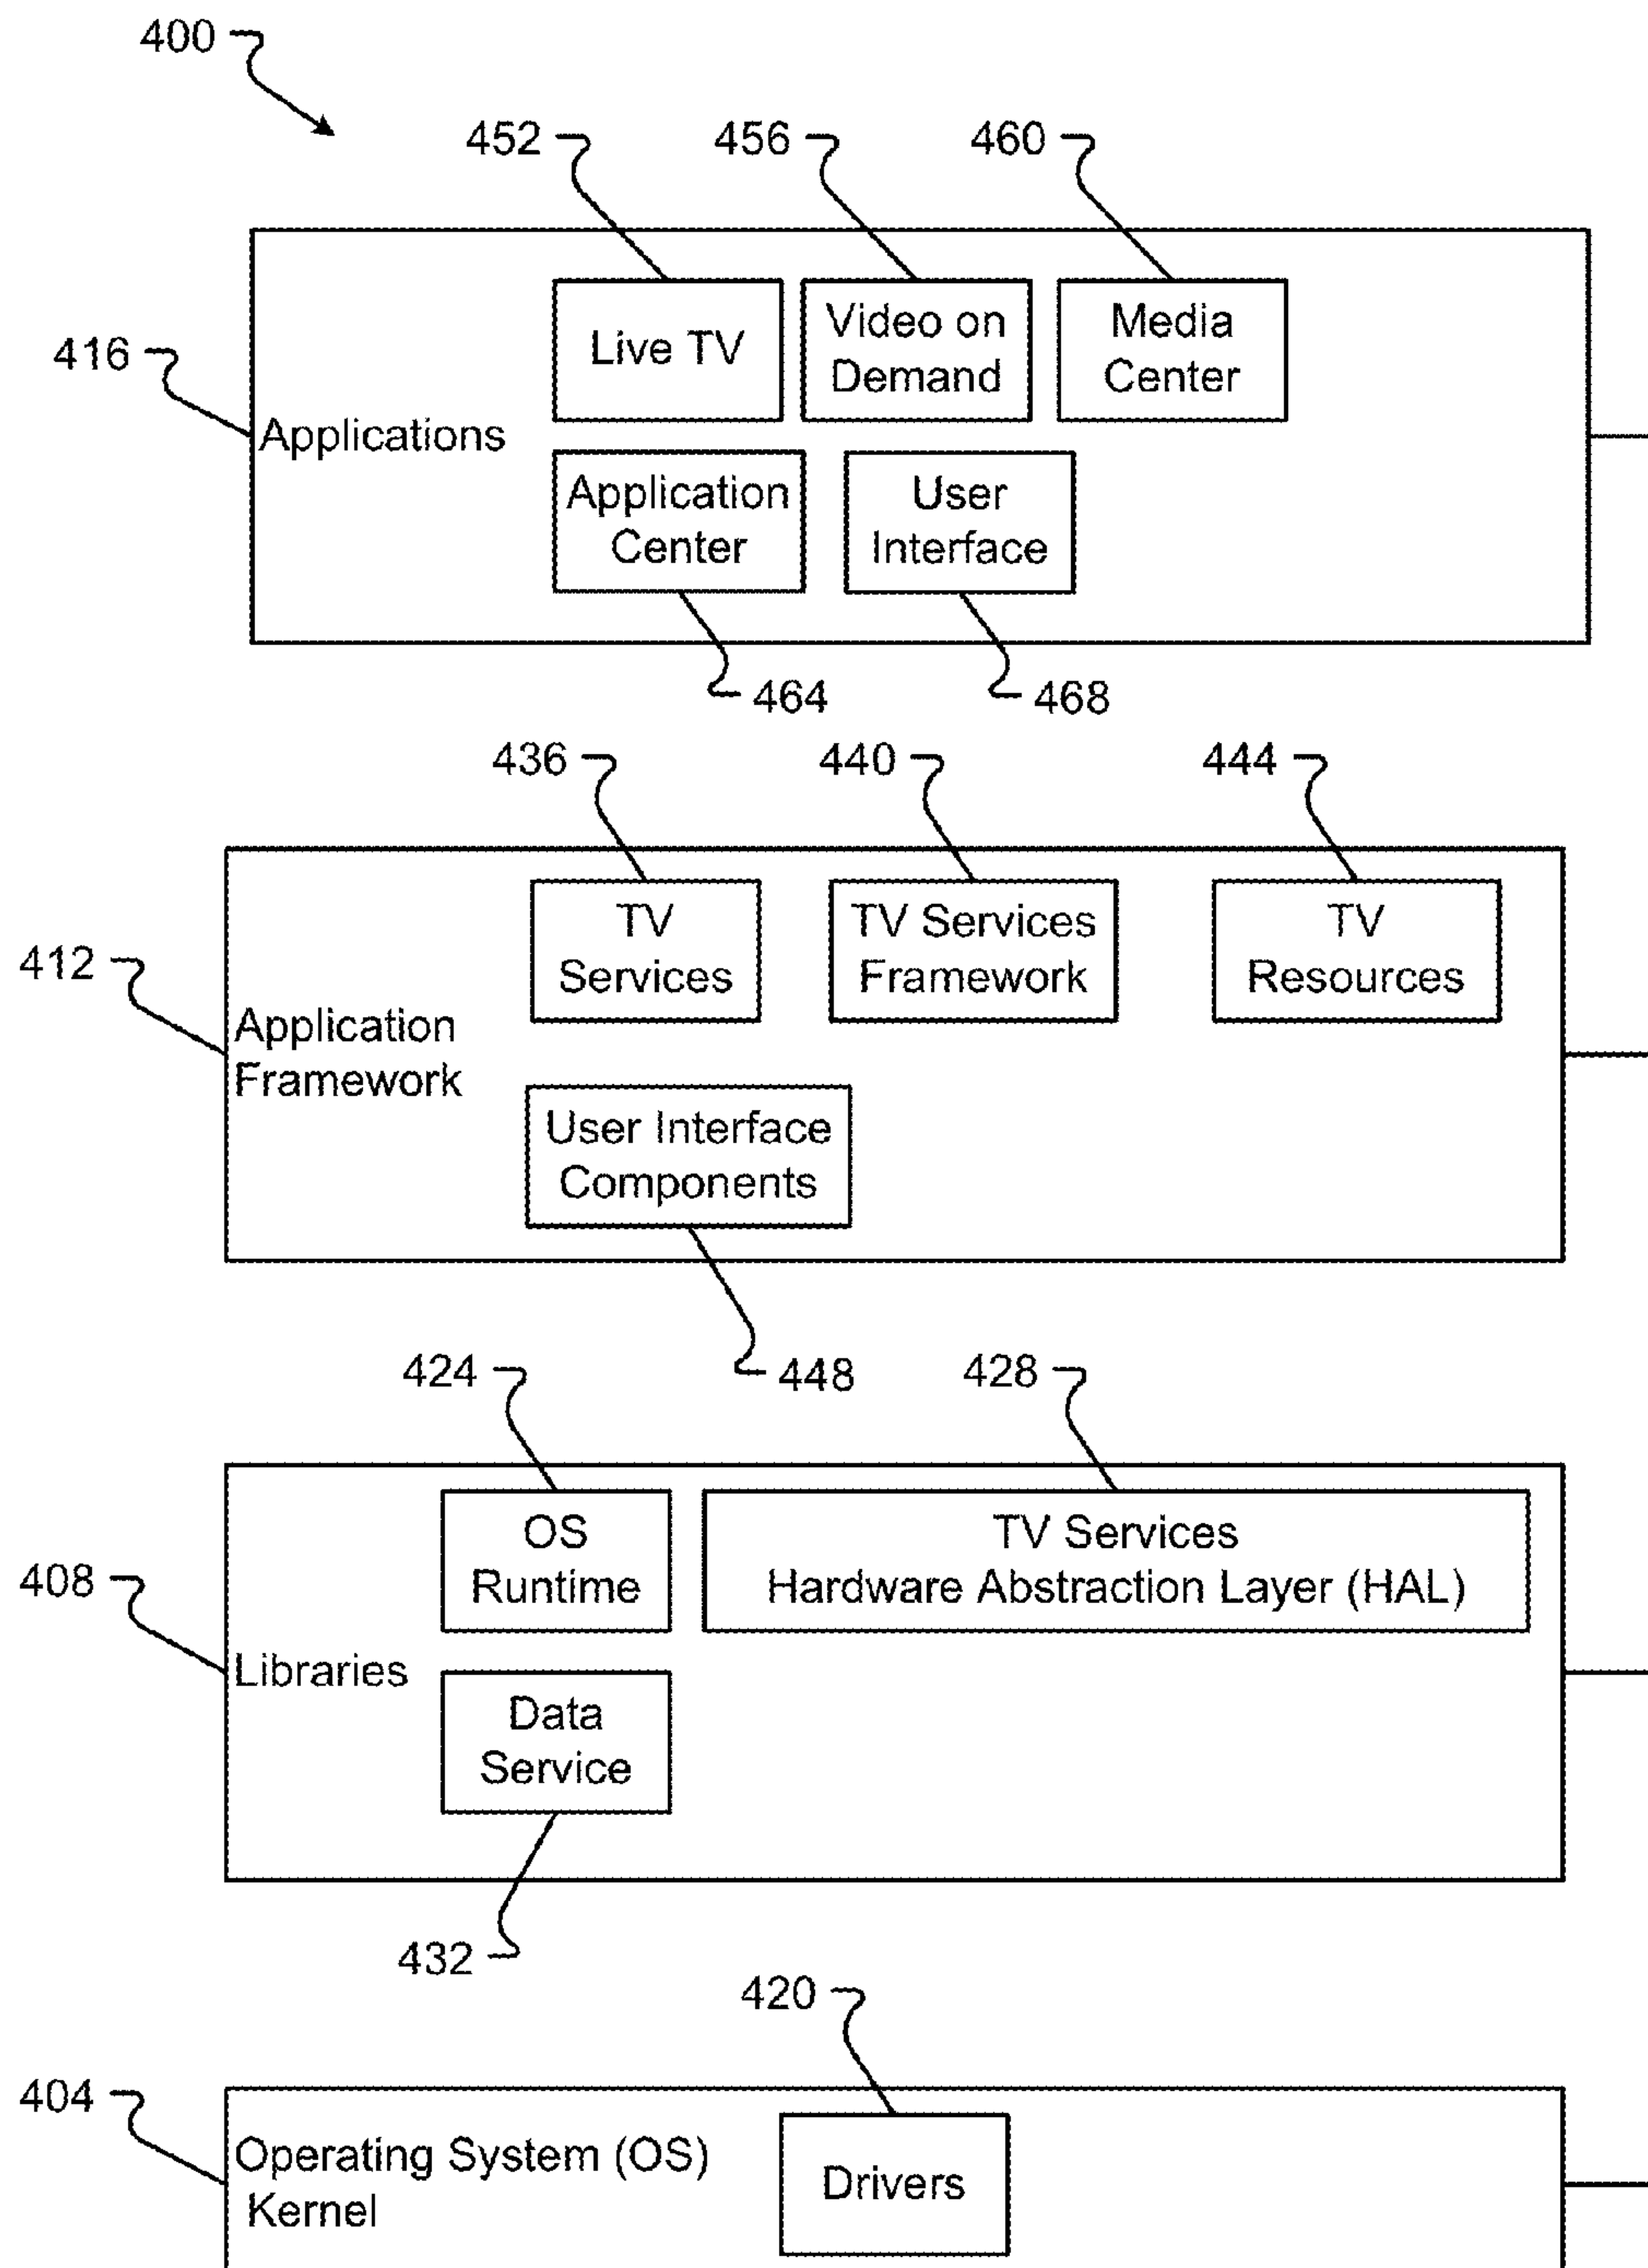 400
452
456
460
416
Applications
Live TV
Video on
Demand
Media
Center
Application
Center
User
Interface
464
468
436
440
444
412
Application
Framework
TV
Services
TV Services
Framework
TV
Resources
User Interface
Components
448
424
428
408
Libraries
OS
Runtime
TV Services
Hardware Abstraction Layer (HAL)
Data
Service
432
420
404
Operating System (OS)
Kernel
Drivers